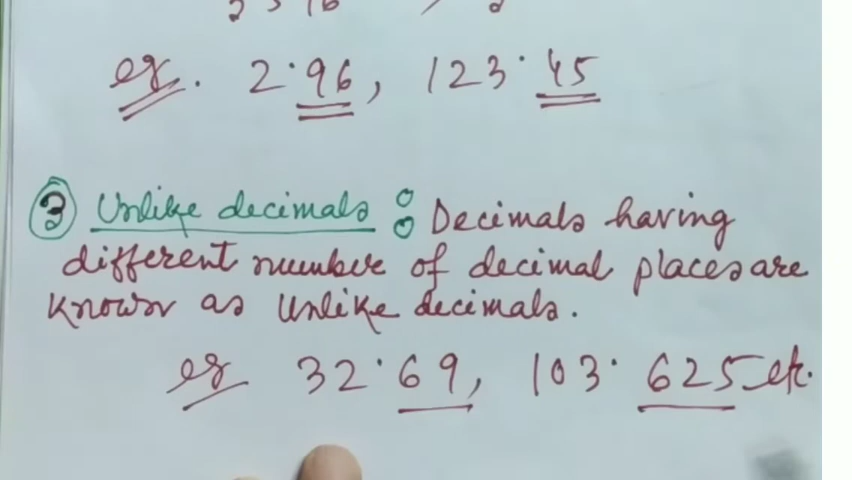 eg. 2.96, 123.45
③ Unlike decimals : Decimals having
different number of decimal places are
known as unlike decimals.
eg 32.69, 103.625 etc.